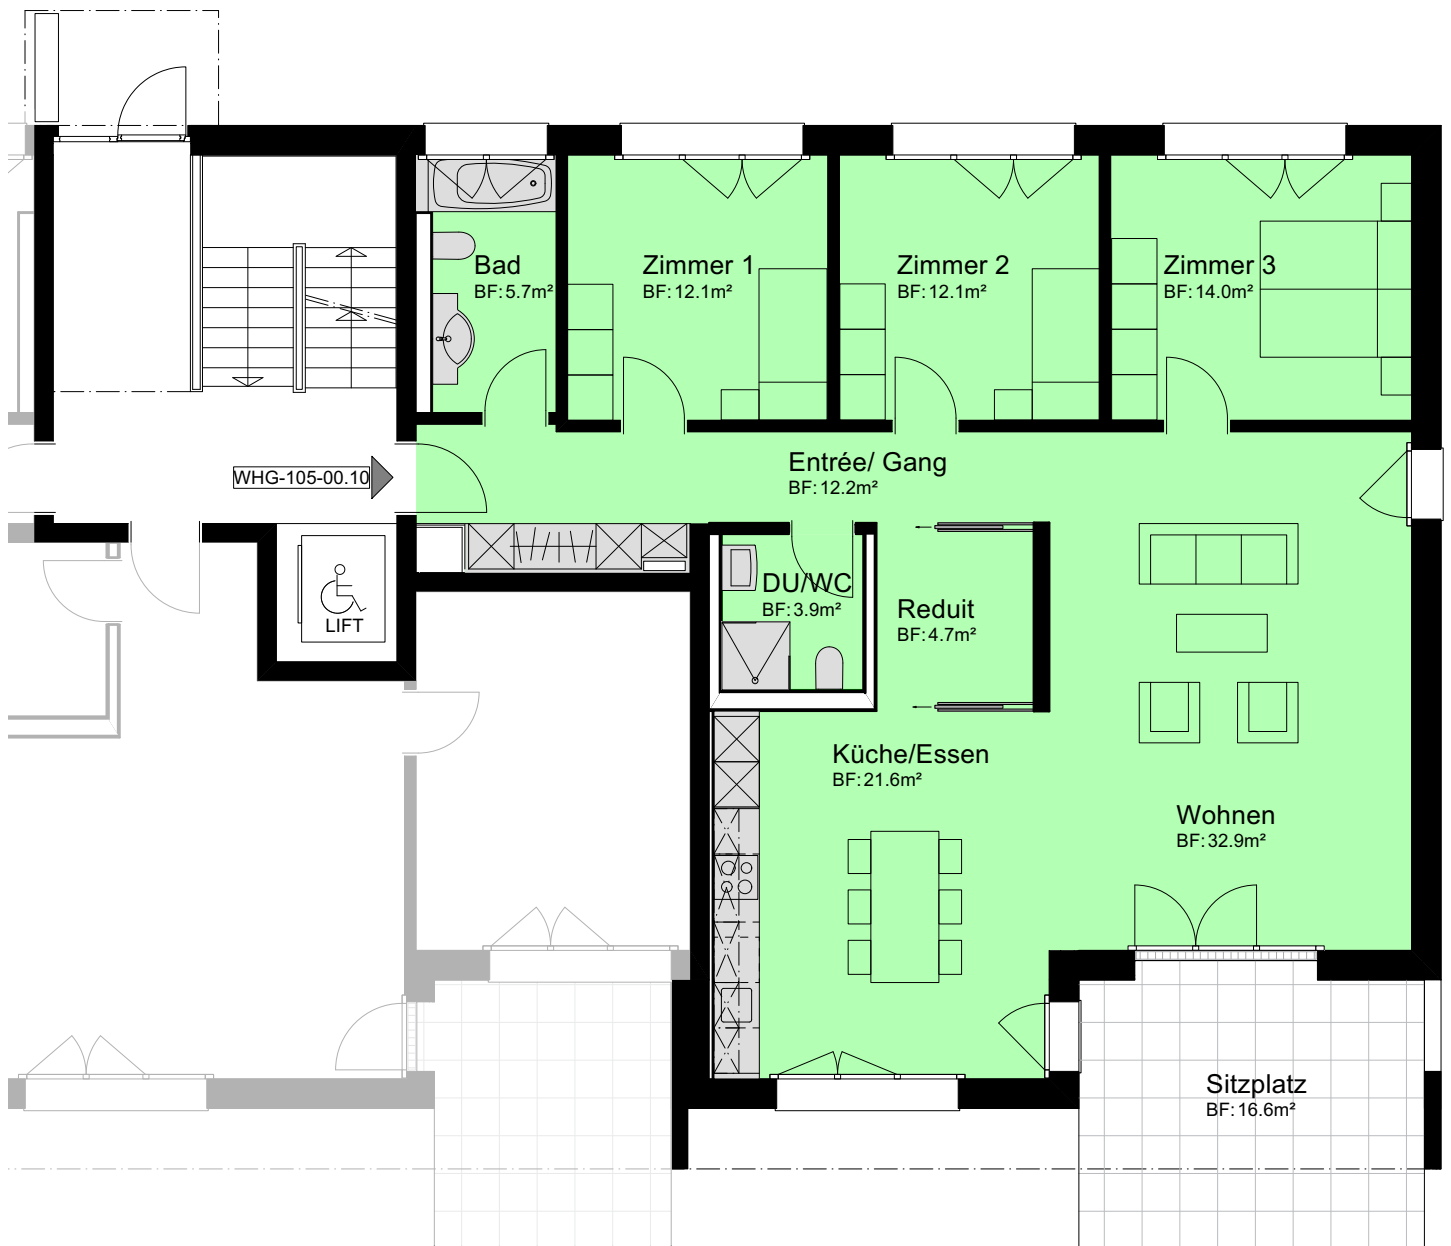 Bad
BF: 5.7m²
Zimmer 1
BF: 12.1m²
Zimmer 2
BF: 12.1m²
Zimmer 3
BF: 14.0m²
WHG-105-00.10
Entrée/ Gang
BF: 12.2m²
LIFT
DU/WC
BF: 3.9m²
Reduit
BF: 4.7m²
Küche/Essen
BF: 21.6m²
Wohnen
BF: 32.9m²
Sitzplatz
BF: 16.6m²